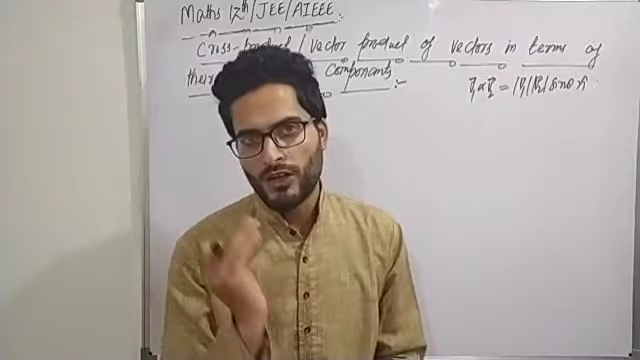 Maths 12th/JEE/AIEEE :
Cross-product / vector product of vectors in terms of
their Components :-
= | | | | sinθ n̂